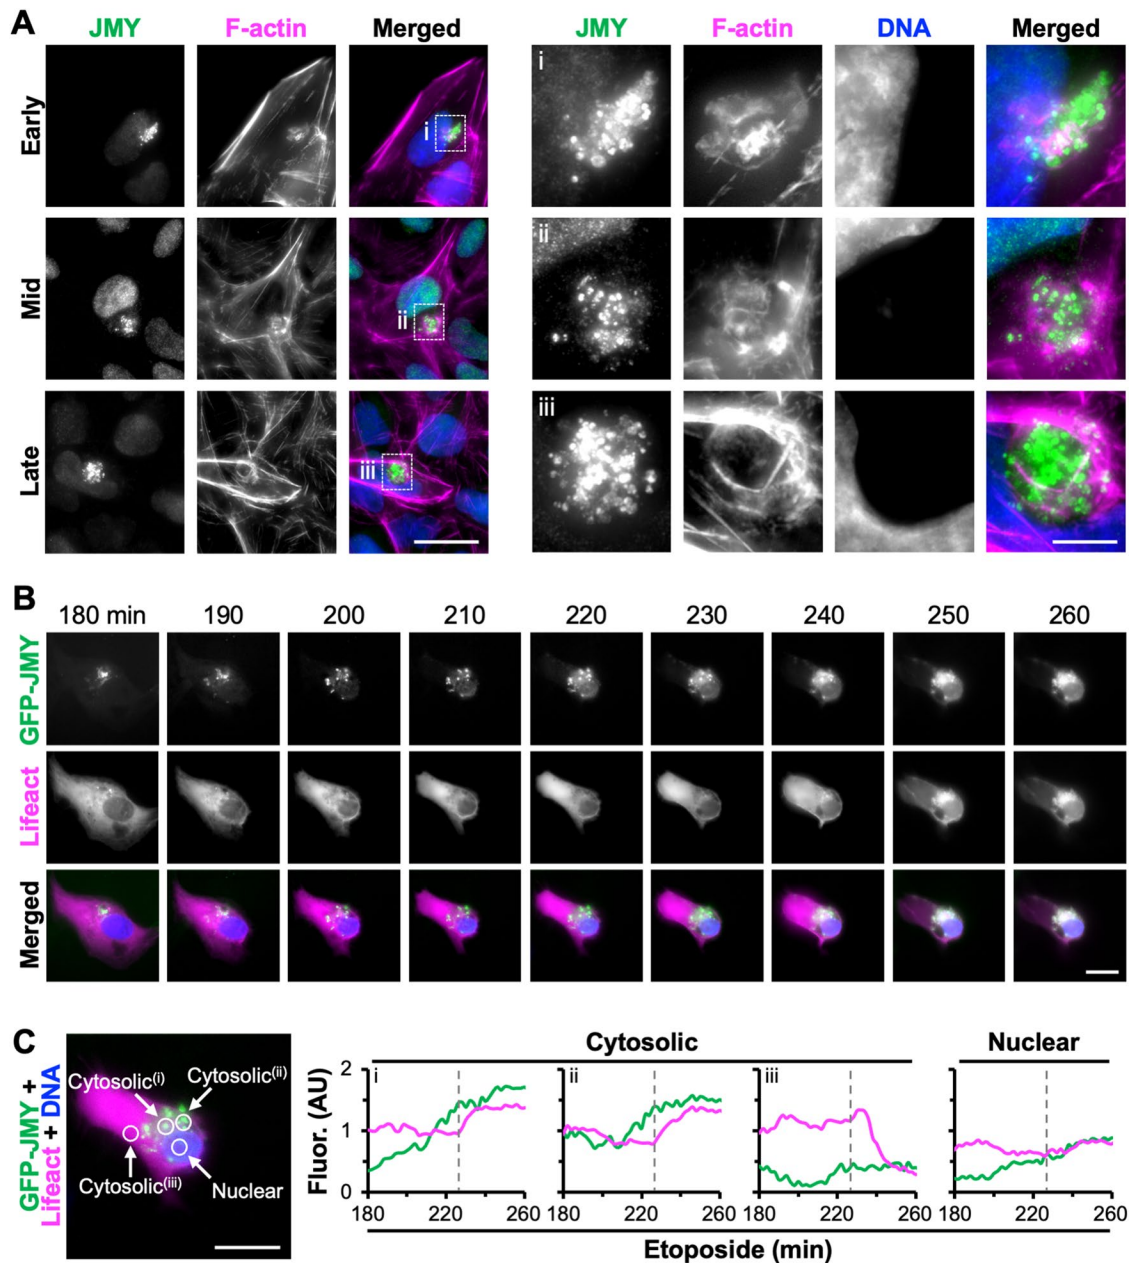 A
JMY F-actin Merged JMY F-actin DNA Merged
Early
i
i
Mid
ii
ii
Late
iii
iii
B
180 min 190 200 210 220 230 240 250 260
GFP-JMY
Lifeact
Merged
C
GFP-JMY +
Lifeact + DNA
Cytosolic(i)
Cytosolic(ii)
Cytosolic(iii)
Nuclear
Cytosolic Nuclear
Fluor. (AU)
2
1
0
i ii iii
180 220 260 180 220 260 180 220 260 180 220 260
Etoposide (min)